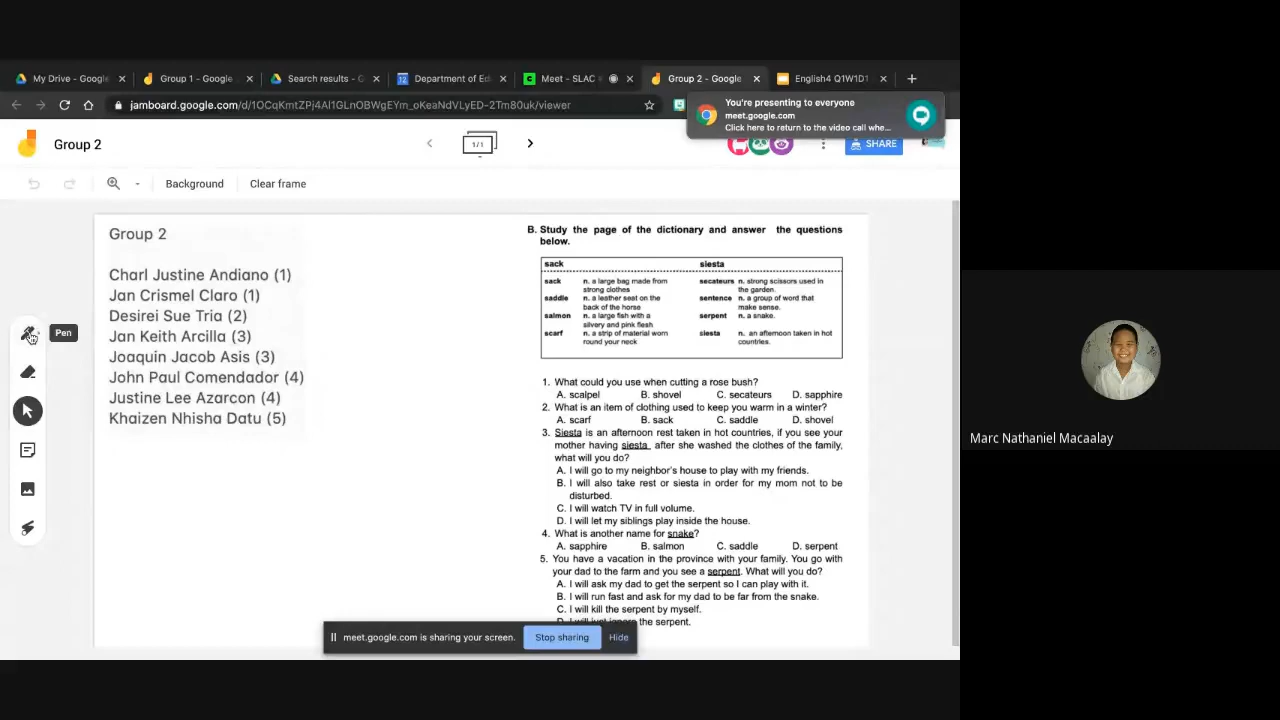 My Drive - Google
Group 1 - Google
Search results - G
Department of Ed
Meet - SLAC
Group 2 - Google
English4 Q1W1D1
jamboard.google.com/d/1OCqKmtZPj4Al1GLnOBWgEYm_oKeaNdVLyED-2Tm80uk/viewer
You're presenting to everyone
meet.google.com
Click here to return to the video call whe...
Group 2
1/1
SHARE
Background
Clear frame
Pen
Group 2
Charl Justine Andiano (1)
Jan Crismel Claro (1)
Desirei Sue Tria (2)
Jan Keith Arcilla (3)
Joaquin Jacob Asis (3)
John Paul Comendador (4)
Justine Lee Azarcon (4)
Khaizen Nhisha Datu (5)
B. Study the page of the dictionary and answer the questions
below.
sack siesta
sack n. a large bag made from secateurs n. strong scissors used in
strong clothes the garden.
saddle n. a leather seat on the sentence n. a group of word that
back of the horse make sense.
salmon n. a large fish with a serpent n. a snake.
silvery and pink flesh
scarf n. a strip of material worn siesta n. an afternoon taken in hot
round your neck countries.
1. What could you use when cutting a rose bush?
A. scalpel B. shovel C. secateurs D. sapphire
2. What is an item of clothing used to keep you warm in a winter?
A. scarf B. sack C. saddle D. shovel
3. Siesta is an afternoon rest taken in hot countries, if you see your
mother having siesta after she washed the clothes of the family,
what will you do?
A. I will go to my neighbor's house to play with my friends.
B. I will also take rest or siesta in order for my mom not to be
disturbed.
C. I will watch TV in full volume.
D. I will let my siblings play inside the house.
4. What is another name for snake?
A. sapphire B. salmon C. saddle D. serpent
5. You have a vacation in the province with your family. You go with
your dad to the farm and you see a serpent. What will you do?
A. I will ask my dad to get the serpent so I can play with it.
B. I will run fast and ask for my dad to be far from the snake.
C. I will kill the serpent by myself.
D. I will just ignore the serpent.
meet.google.com is sharing your screen.
Stop sharing
Hide
Marc Nathaniel Macaalay